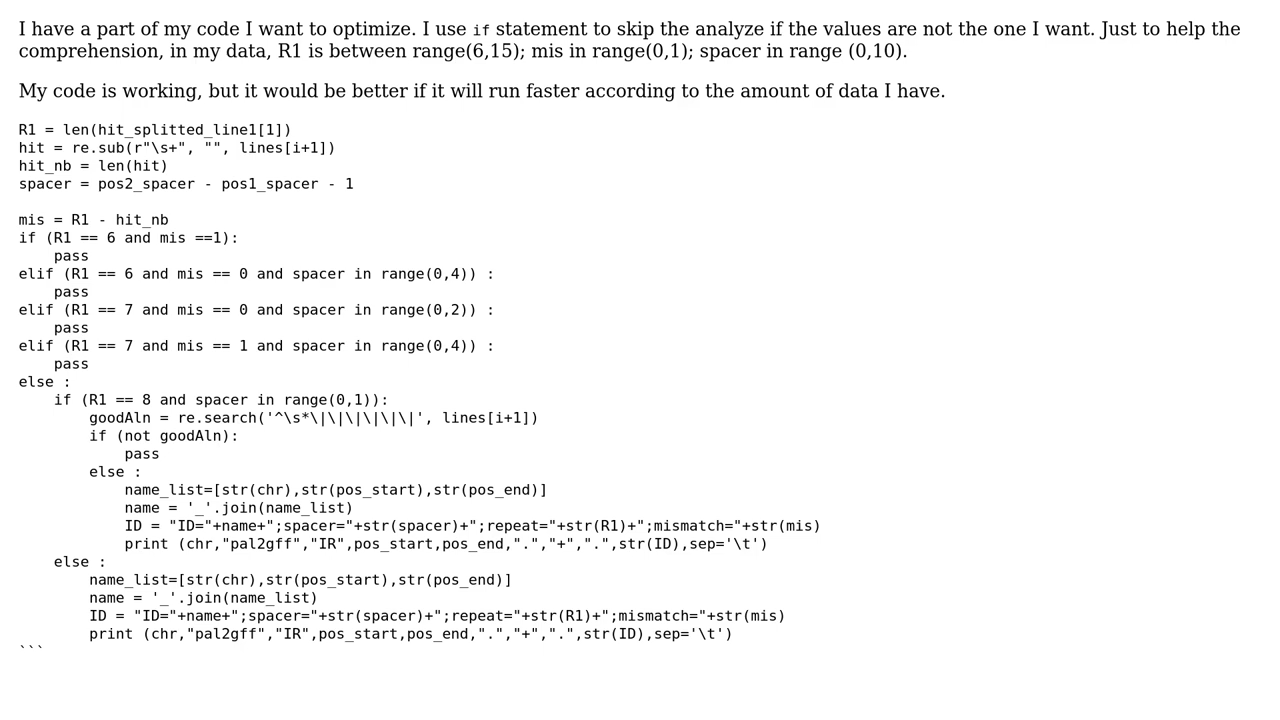 I have a part of my code I want to optimize. I use if statement to skip the analyze if the values are not the one I want. Just to help the
comprehension, in my data, R1 is between range(6,15); mis in range(0,1); spacer in range (0,10).
My code is working, but it would be better if it will run faster according to the amount of data I have.
R1 = len(hit_splitted_line1[1])
hit = re.sub(r"\s+", "", lines[i+1])
hit_nb = len(hit)
spacer = pos2_spacer - pos1_spacer - 1

mis = R1 - hit_nb
if (R1 == 6 and mis ==1):
    pass
elif (R1 == 6 and mis == 0 and spacer in range(0,4)) :
    pass
elif (R1 == 7 and mis == 0 and spacer in range(0,2)) :
    pass
elif (R1 == 7 and mis == 1 and spacer in range(0,4)) :
    pass
else :
    if (R1 == 8 and spacer in range(0,1)):
        goodAln = re.search('^\s*\|\|\|\|\|\|', lines[i+1])
        if (not goodAln):
            pass
        else :
            name_list=[str(chr),str(pos_start),str(pos_end)]
            name = '_'.join(name_list)
            ID = "ID="+name+";spacer="+str(spacer)+";repeat="+str(R1)+";mismatch="+str(mis)
            print (chr,"pal2gff","IR",pos_start,pos_end,".","+",".",str(ID),sep='\t')
    else :
        name_list=[str(chr),str(pos_start),str(pos_end)]
        name = '_'.join(name_list)
        ID = "ID="+name+";spacer="+str(spacer)+";repeat="+str(R1)+";mismatch="+str(mis)
        print (chr,"pal2gff","IR",pos_start,pos_end,".","+",".",str(ID),sep='\t')
```